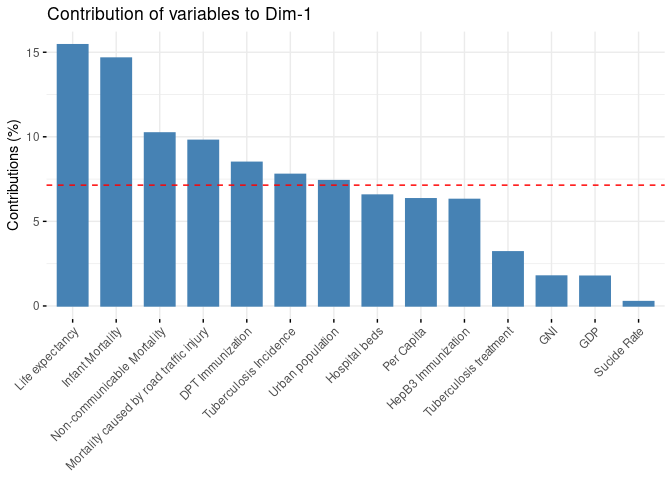 Contribution of variables to Dim-1
Contributions (%)
15
10
5
0
Life expectancy
Infant Mortality
Non-communicable Mortality
Mortality caused by road traffic injury
DPT Immunization
Tuberculosis Incidence
Urban population
Hospital beds
Per Capita
HepB3 Immunization
Tuberculosis treatment
GNI
GDP
Sucide Rate